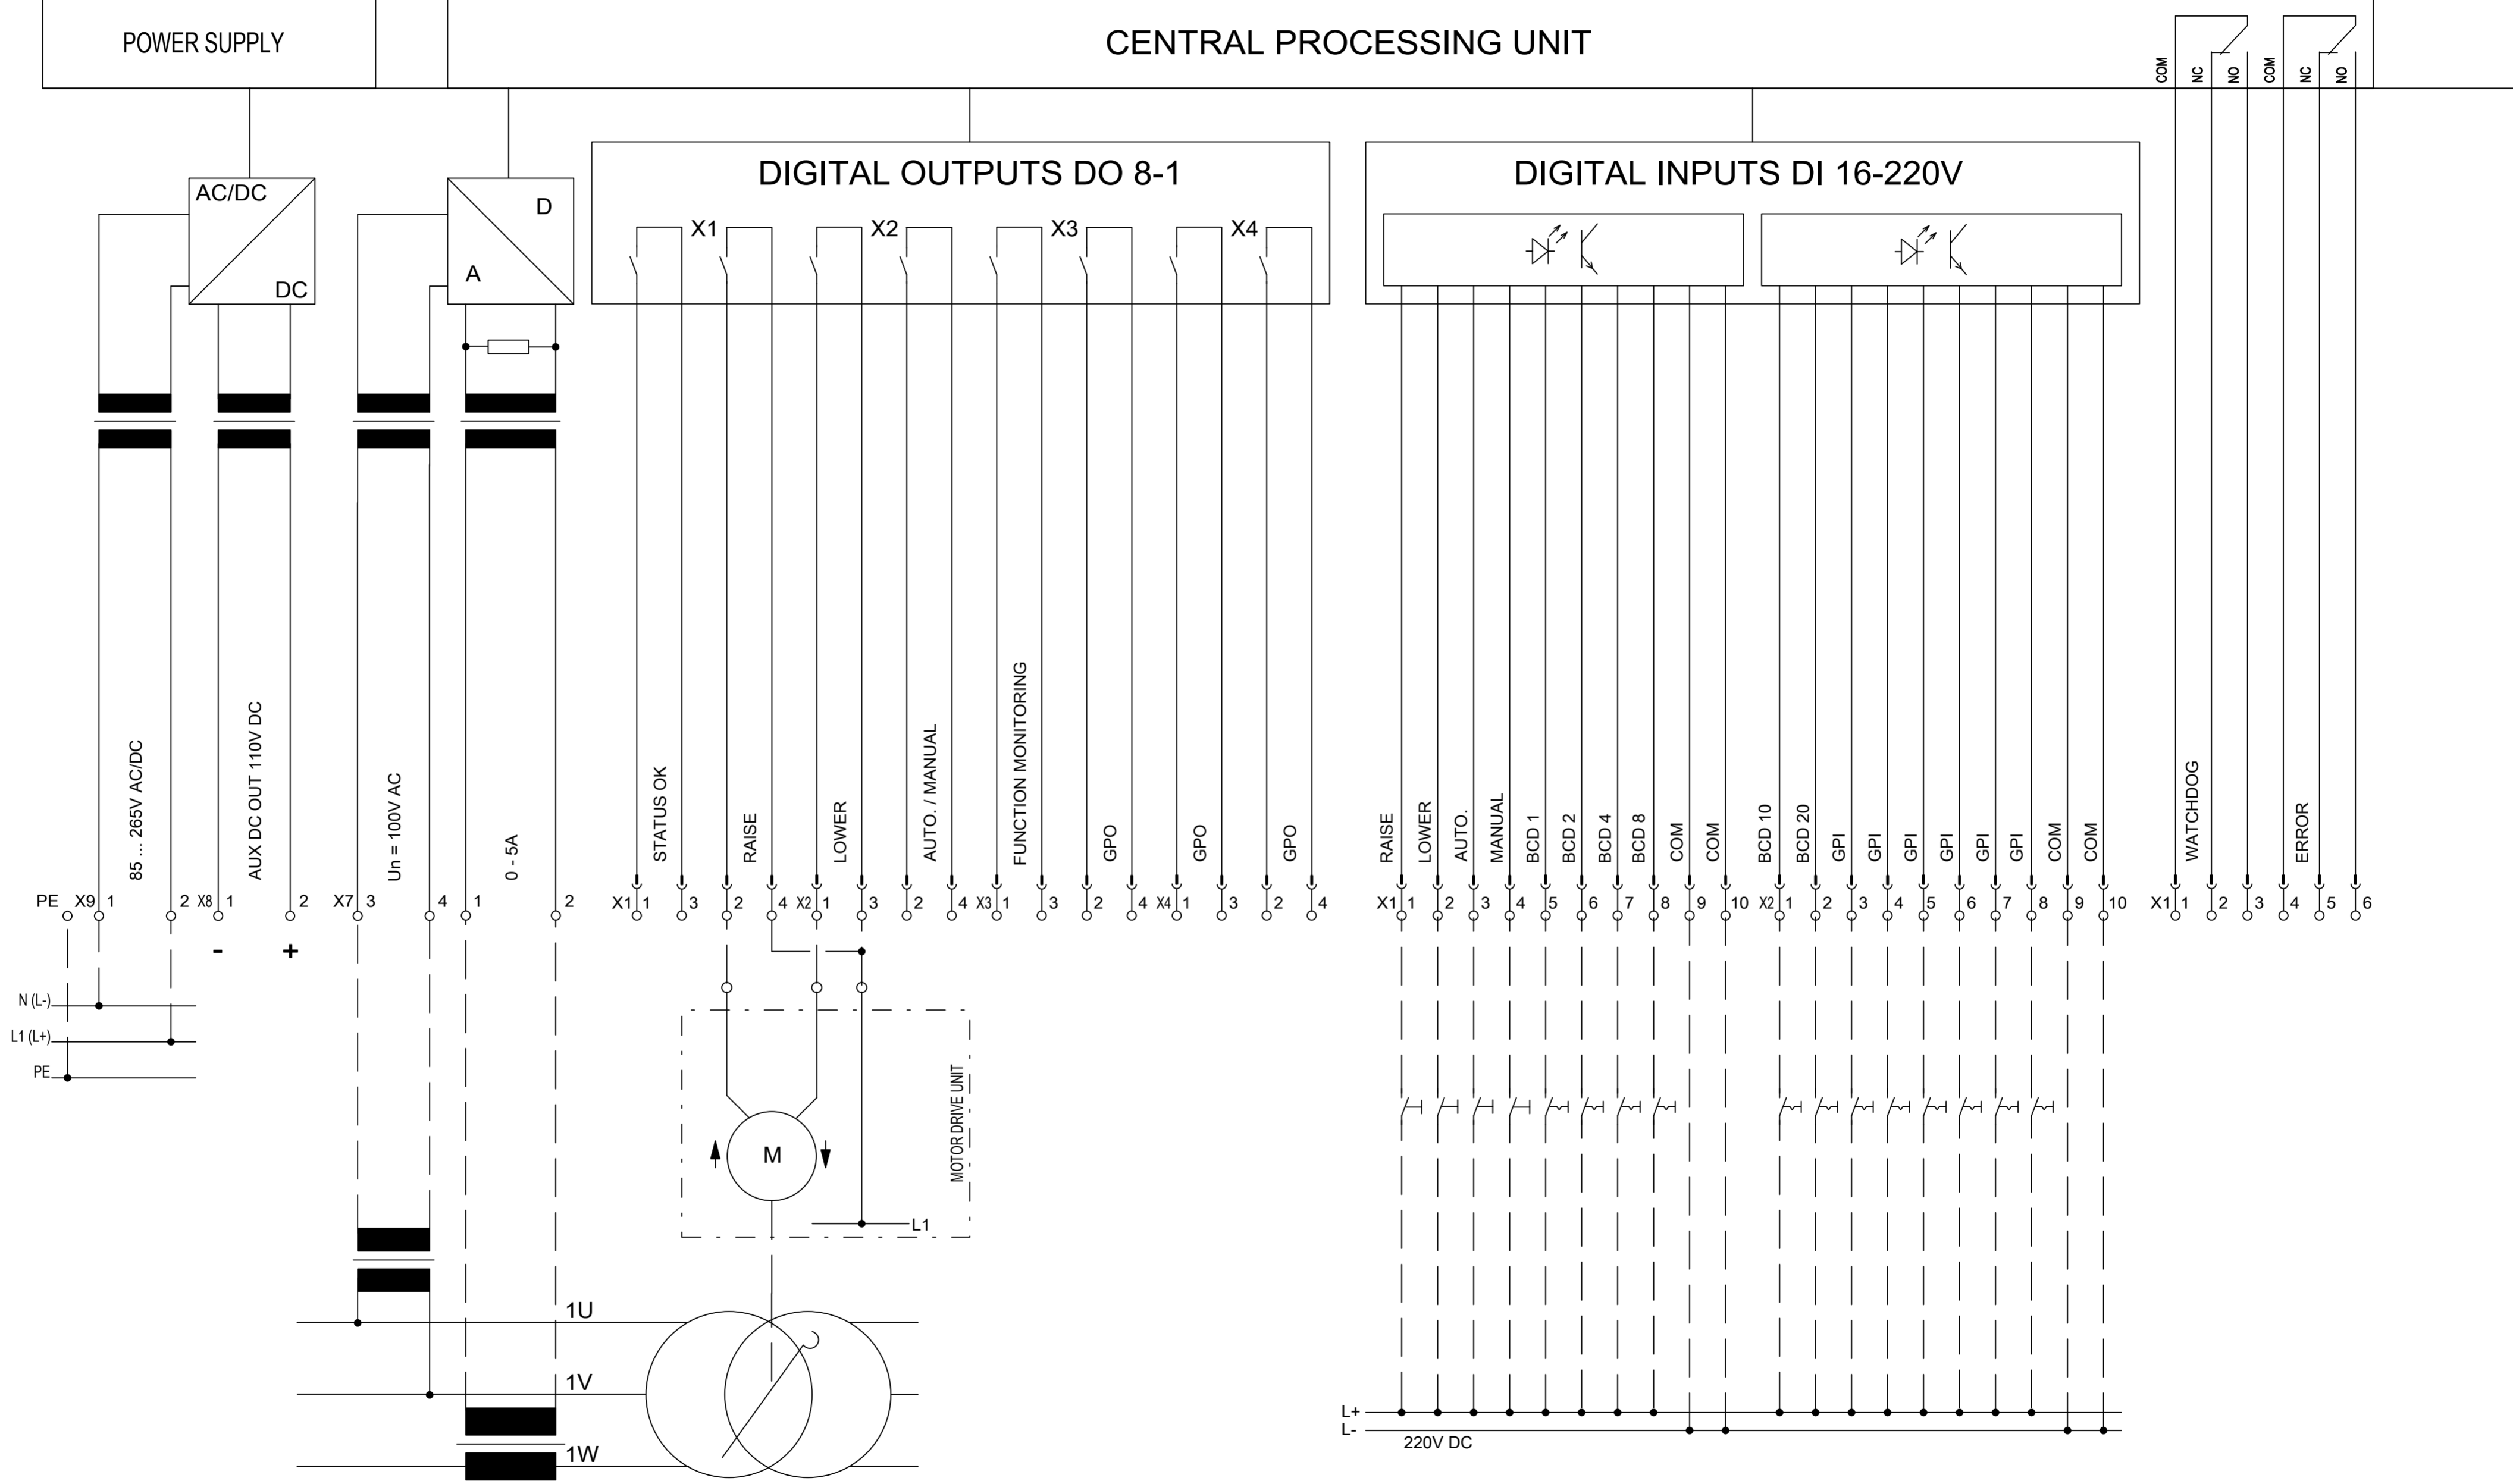 POWER SUPPLY
CENTRAL PROCESSING UNIT
COM NC NO COM NC NO
DIGITAL OUTPUTS DO 8-1
DIGITAL INPUTS DI 16-220V
AC/DC
DC
D
A
X1 X2 X3 X4
85 ... 265V AC/DC
AUX DC OUT 110V DC
Un = 100V AC
0 - 5A
STATUS OK
RAISE
LOWER
AUTO. / MANUAL
FUNCTION MONITORING
GPO
GPO
GPO
RAISE
LOWER
AUTO.
MANUAL
BCD 1
BCD 2
BCD 4
BCD 8
COM
COM
BCD 10
BCD 20
GPI
GPI
GPI
GPI
GPI
GPI
COM
COM
WATCHDOG
ERROR
PE X9 1 2 X8 1 2 X7 3 4 1 2
X1 1 3 2 4 X2 1 3 2 4 X3 1 3 2 4 X4 1 3 2 4
X1 1 2 3 4 5 6 7 8 9 10 X2 1 2 3 4 5 6 7 8 9 10
X1 1 2 3 4 5 6
- +
N (L-)
L1 (L+)
PE
MOTOR DRIVE UNIT
M
L1
1U
1V
1W
L+
L-
220V DC